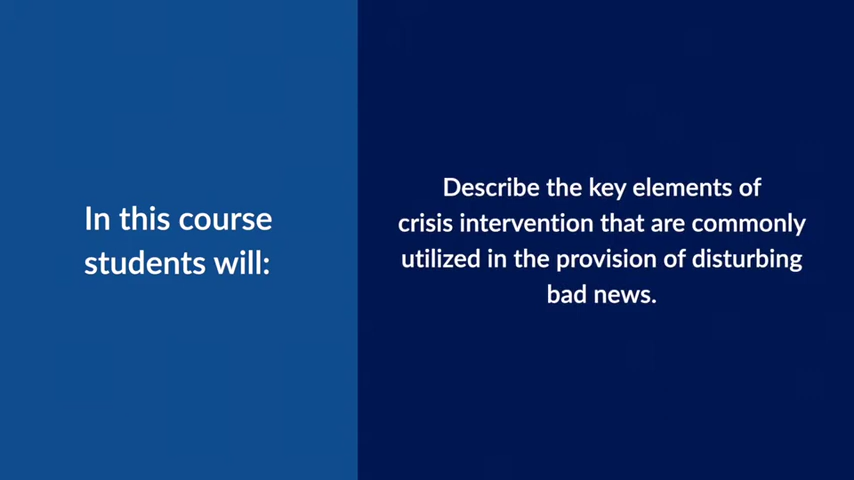 In this course
students will:
Describe the key elements of
crisis intervention that are commonly
utilized in the provision of disturbing
bad news.